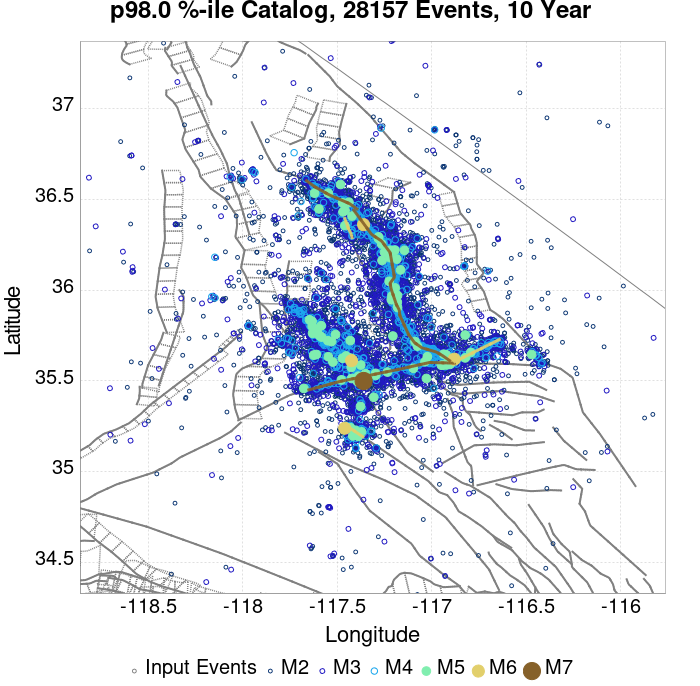 p98.0 %-ile Catalog, 28157 Events, 10 Year
37
36.5
36
35.5
35
34.5
Latitude
-118.5 -118 -117.5 -117 -116.5 -116
Longitude
Input Events M2 M3 M4 M5 M6 M7